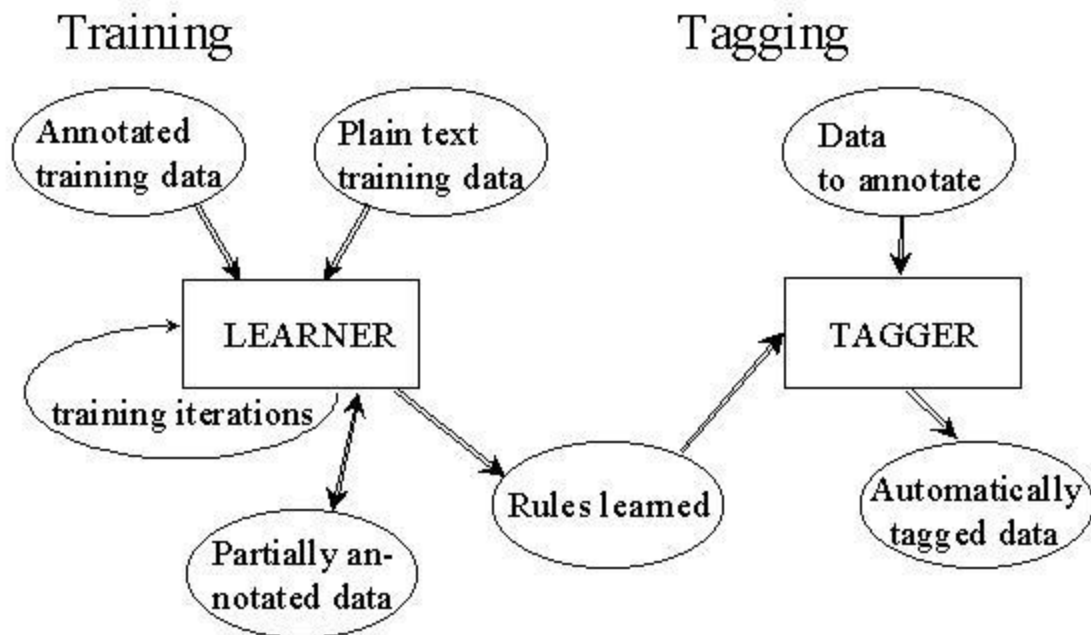 Training
Tagging
Annotated
training data
Plain text
training data
Data
to annotate
LEARNER
TAGGER
training iterations
Rules learned
Automatically
tagged data
Partially an-
notated data